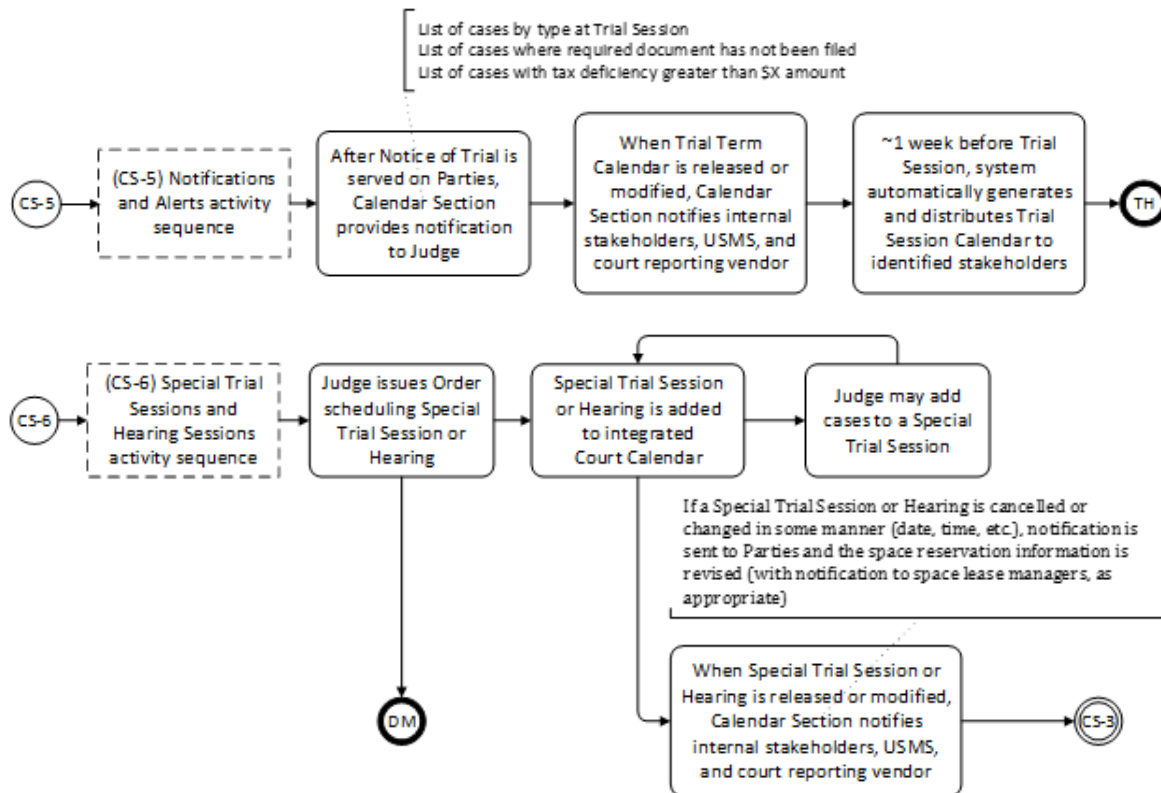 List of cases by type at Trial Session
List of cases where required document has not been filed
List of cases with tax deficiency greater than $X amount
CS-5
(CS-5) Notifications
and Alerts activity
sequence
After Notice of Trial is
served on Parties,
Calendar Section
provides notification
to Judge
When Trial Term
Calendar is released or
modified, Calendar
Section notifies internal
stakeholders, USMS, and
court reporting vendor
~1 week before Trial
Session, system
automatically generates
and distributes Trial
Session Calendar to
identified stakeholders
TH
CS-6
(CS-6) Special Trial
Sessions and
Hearing Sessions
activity sequence
Judge issues Order
scheduling Special
Trial Session or
Hearing
Special Trial Session
or Hearing is added
to integrated
Court Calendar
Judge may add
cases to a Special
Trial Session
If a Special Trial Session or Hearing is cancelled or
changed in some manner (date, time, etc.), notification is
sent to Parties and the space reservation information is
revised (with notification to space lease managers, as
appropriate)
DM
When Special Trial Session or
Hearing is released or modified,
Calendar Section notifies
internal stakeholders, USMS,
and court reporting vendor
CS-3